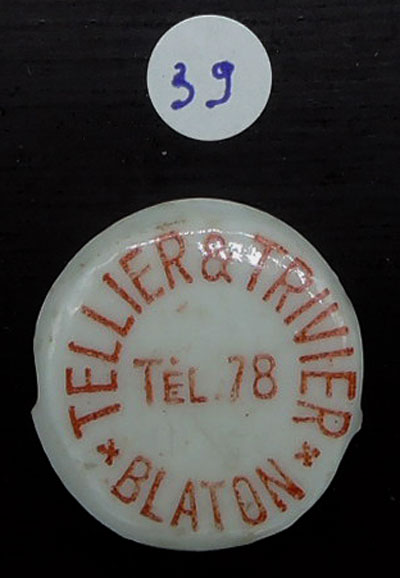 39
TELLIER & TRIVIER
TÉL. 78
* BLATON *